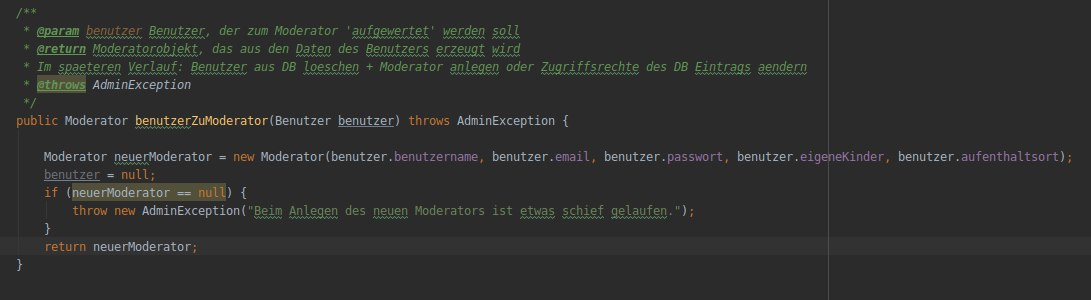 /**
 * @param benutzer Benutzer, der zum Moderator 'aufgewertet' werden soll
 * @return Moderatorobjekt, das aus den Daten des Benutzers erzeugt wird
 * Im spaeteren Verlauf: Benutzer aus DB loeschen + Moderator anlegen oder Zugriffsrechte des DB Eintrags aendern
 * @throws AdminException
 */
public Moderator benutzerZuModerator(Benutzer benutzer) throws AdminException {
    Moderator neuerModerator = new Moderator(benutzer.benutzername, benutzer.email, benutzer.passwort, benutzer.eigeneKinder, benutzer.aufenthaltsort);
    benutzer = null;
    if (neuerModerator == null) {
        throw new AdminException("Beim Anlegen des neuen Moderators ist etwas schief gelaufen.");
    }
    return neuerModerator;
}